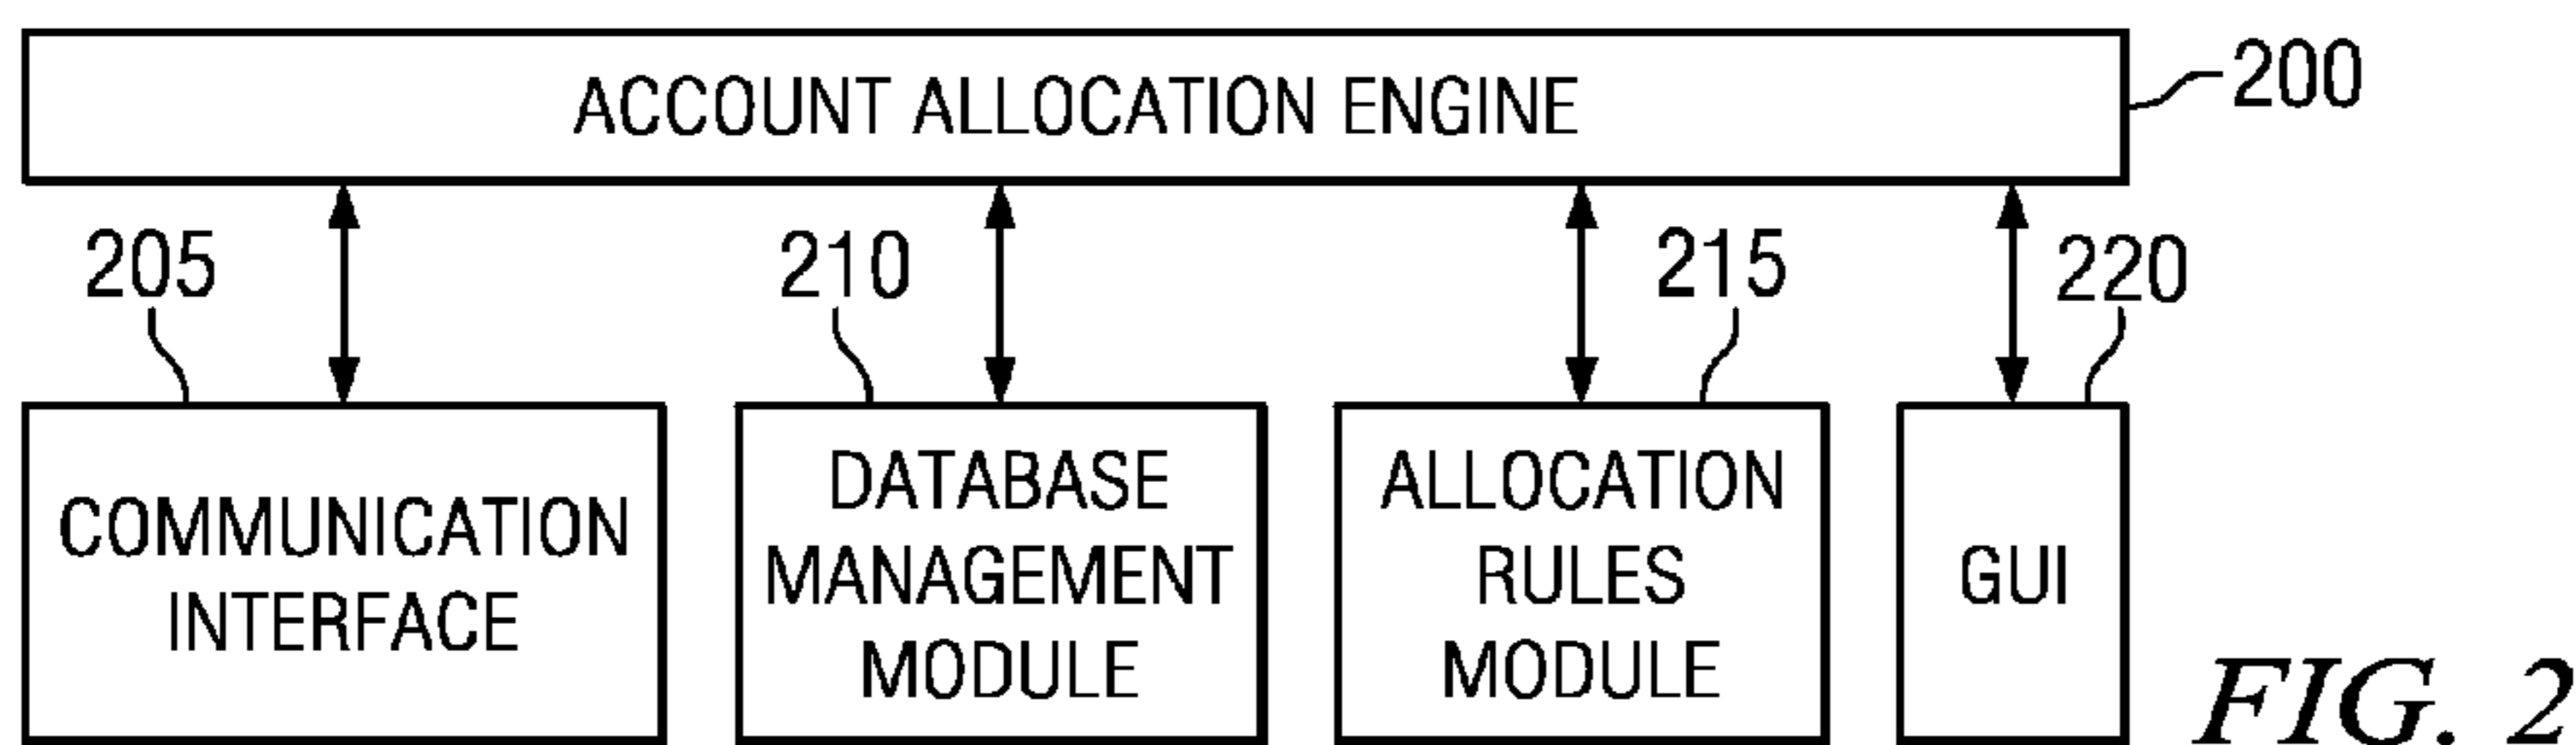 ACCOUNT ALLOCATION ENGINE
200
205
210
215
220
COMMUNICATION
INTERFACE
DATABASE
MANAGEMENT
MODULE
ALLOCATION
RULES
MODULE
GUI
FIG. 2